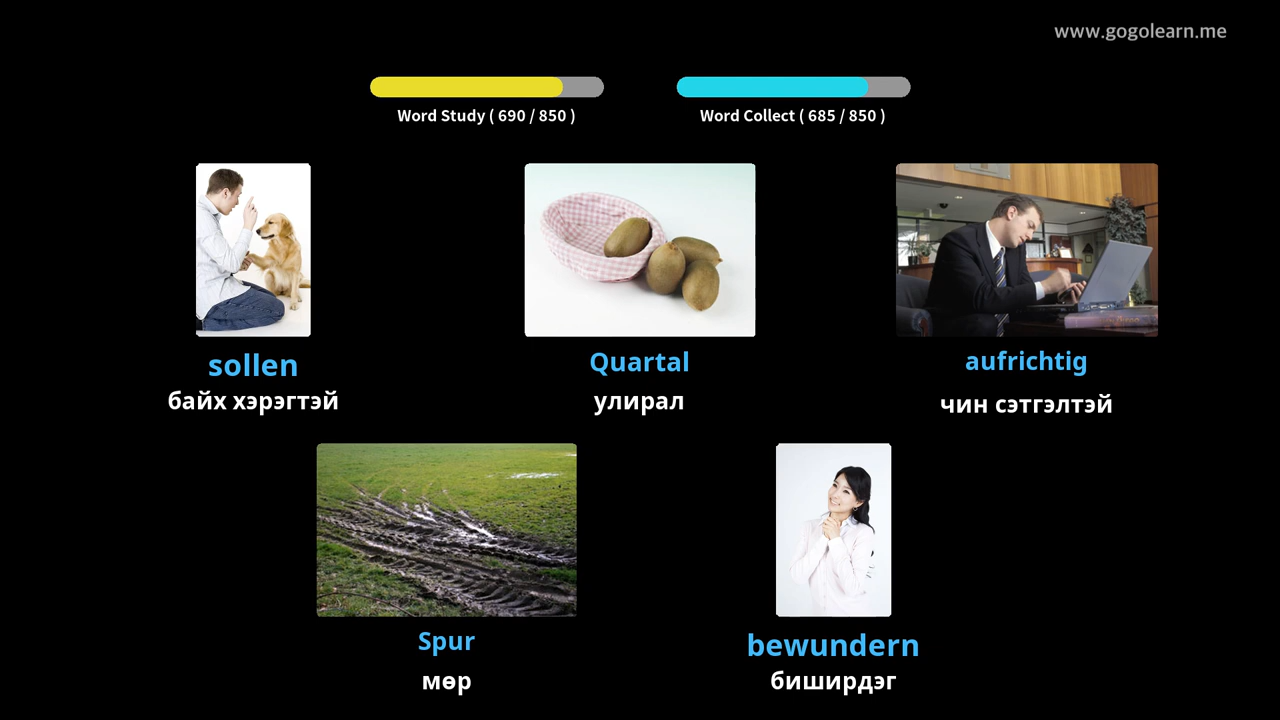 www.gogolearn.me
Word Study ( 690 / 850 )
Word Collect ( 685 / 850 )
sollen
байх хэрэгтэй
Quartal
улирал
aufrichtig
чин сэтгэлтэй
Spur
мөр
bewundern
биширдэг